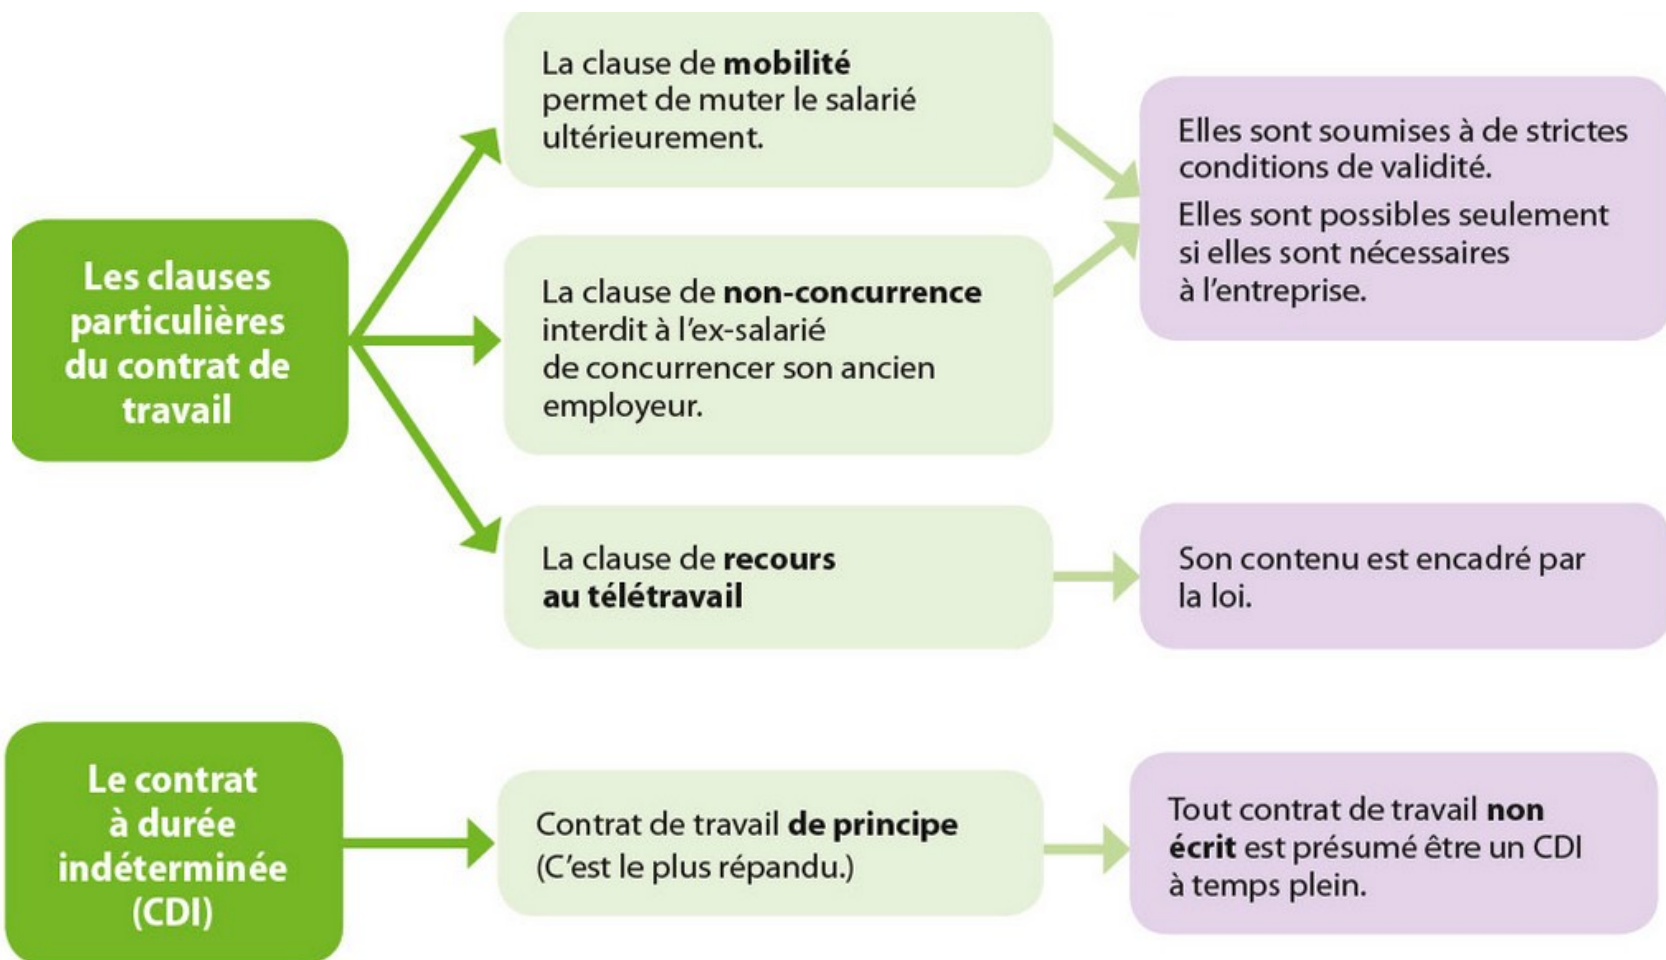 La clause de mobilité
permet de muter le salarié
ultérieurement.
Elles sont soumises à de strictes
conditions de validité.
Elles sont possibles seulement
si elles sont nécessaires
à l'entreprise.
Les clauses
particulières
du contrat de
travail
La clause de non-concurrence
interdit à l'ex-salarié
de concurrencer son ancien
employeur.
La clause de recours
au télétravail
Son contenu est encadré par
la loi.
Le contrat
à durée
indéterminée
(CDI)
Contrat de travail de principe
(C'est le plus répandu.)
Tout contrat de travail non
écrit est présumé être un CDI
à temps plein.